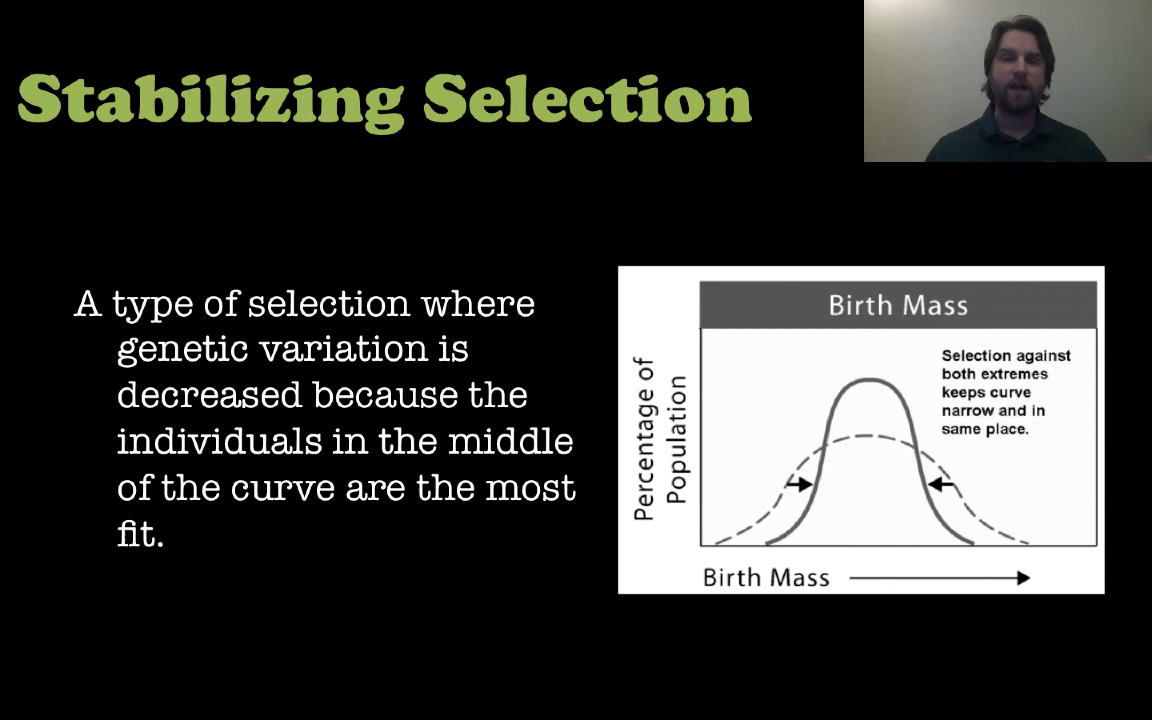 Stabilizing Selection
A type of selection where
genetic variation is
decreased because the
individuals in the middle
of the curve are the most
fit.
Birth Mass
Percentage of
Population
Selection against
both extremes
keeps curve
narrow and in
same place.
Birth Mass